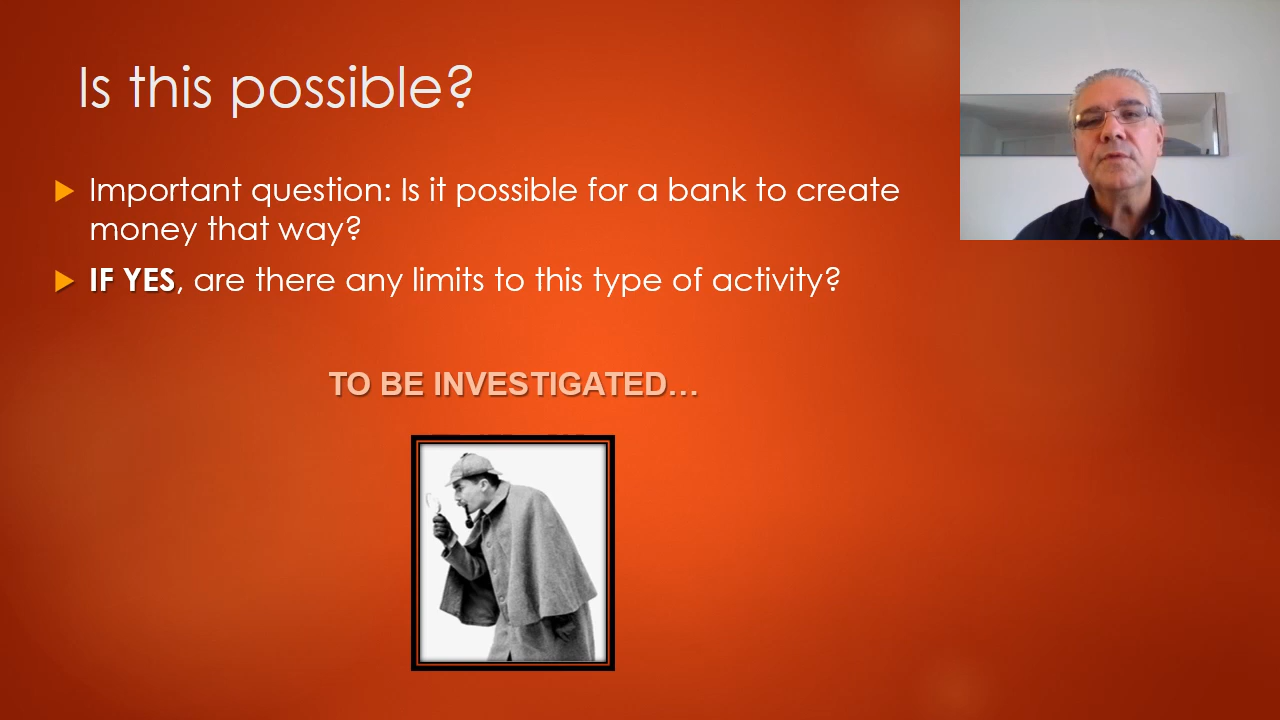 Is this possible?
Important question: Is it possible for a bank to create
money that way?
IF YES, are there any limits to this type of activity?
TO BE INVESTIGATED...